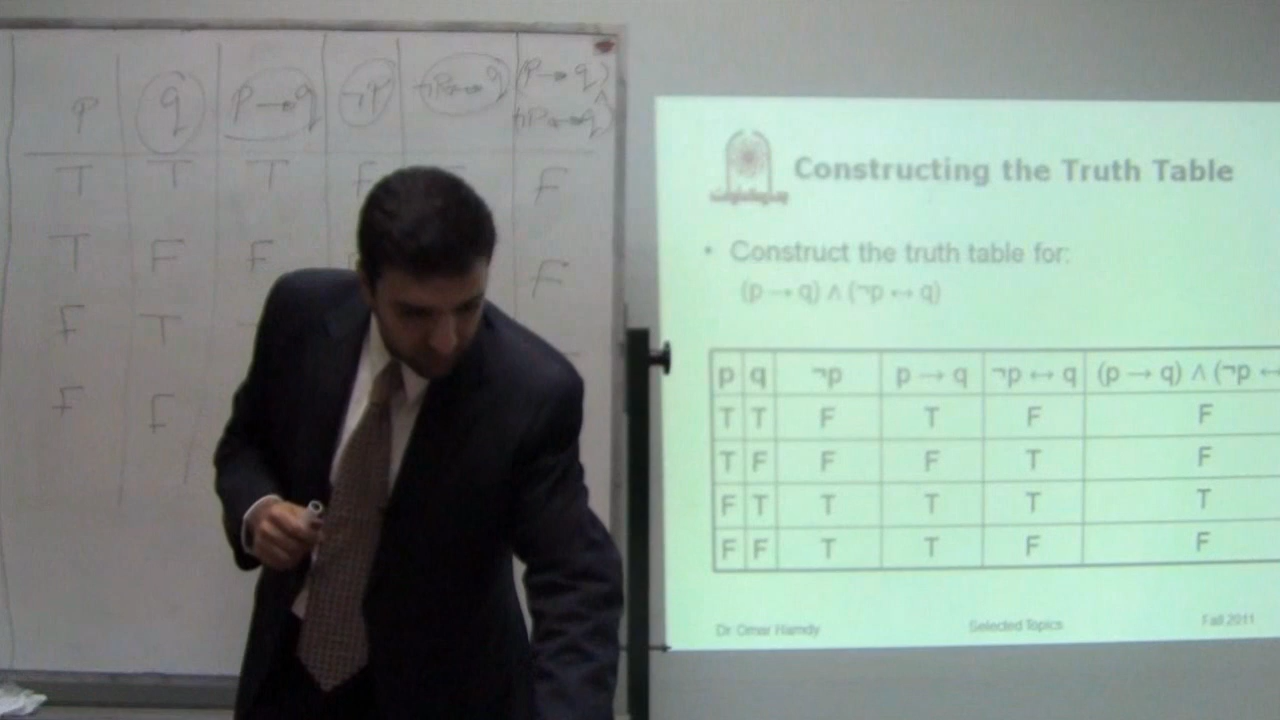 p q p→q ¬p ¬p↔q (p→q)
∧
(¬p↔q)
T T T F F
T F F F
F T
F F
Constructing the Truth Table
• Construct the truth table for:
(p → q) ∧ (¬p ↔ q)
p q ¬p p → q ¬p ↔ q (p → q) ∧ (¬p ↔
T T F T F F
T F F F T F
F T T T T T
F F T T F F
Dr. Omar Hamdy Selected Topics Fall 2011